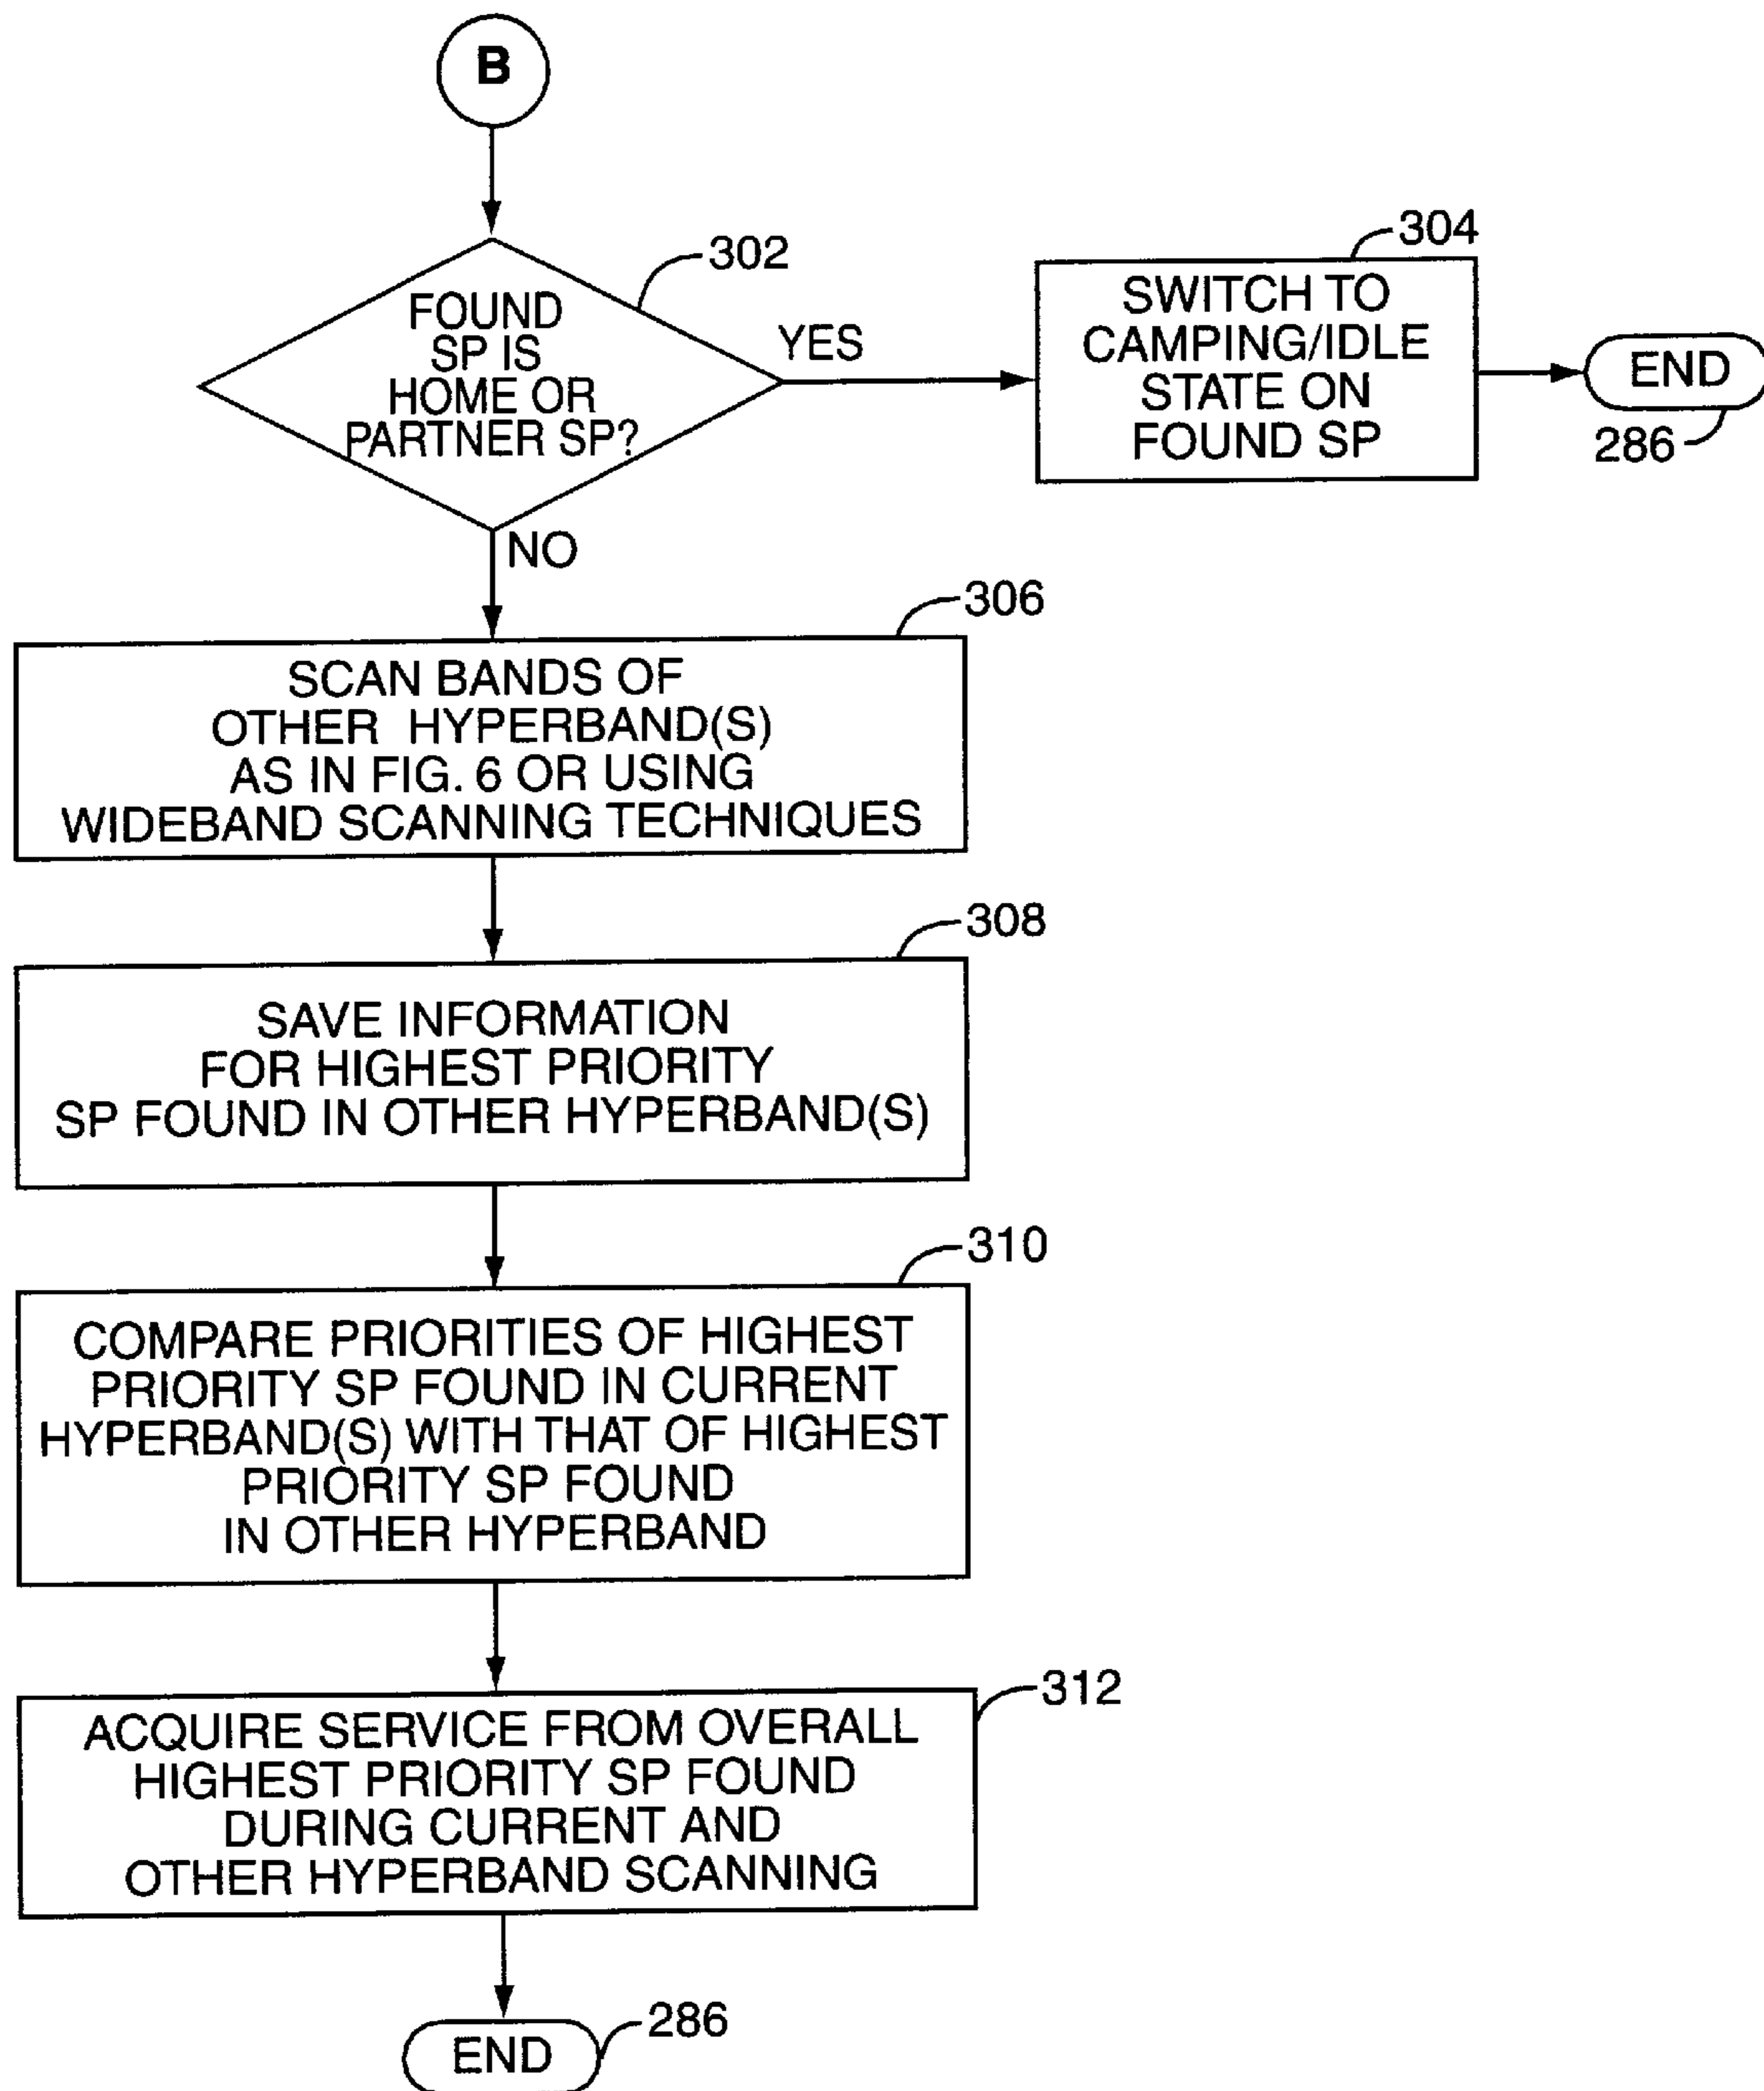 B
302
FOUND
SP IS
HOME OR
PARTNER SP?
YES
304
SWITCH TO
CAMPING/IDLE
STATE ON
FOUND SP
END
286
NO
306
SCAN BANDS OF
OTHER HYPERBAND(S)
AS IN FIG. 6 OR USING
WIDEBAND SCANNING TECHNIQUES
308
SAVE INFORMATION
FOR HIGHEST PRIORITY
SP FOUND IN OTHER HYPERBAND(S)
310
COMPARE PRIORITIES OF HIGHEST
PRIORITY SP FOUND IN CURRENT
HYPERBAND(S) WITH THAT OF HIGHEST
PRIORITY SP FOUND
IN OTHER HYPERBAND
312
ACQUIRE SERVICE FROM OVERALL
HIGHEST PRIORITY SP FOUND
DURING CURRENT AND
OTHER HYPERBAND SCANNING
286
END